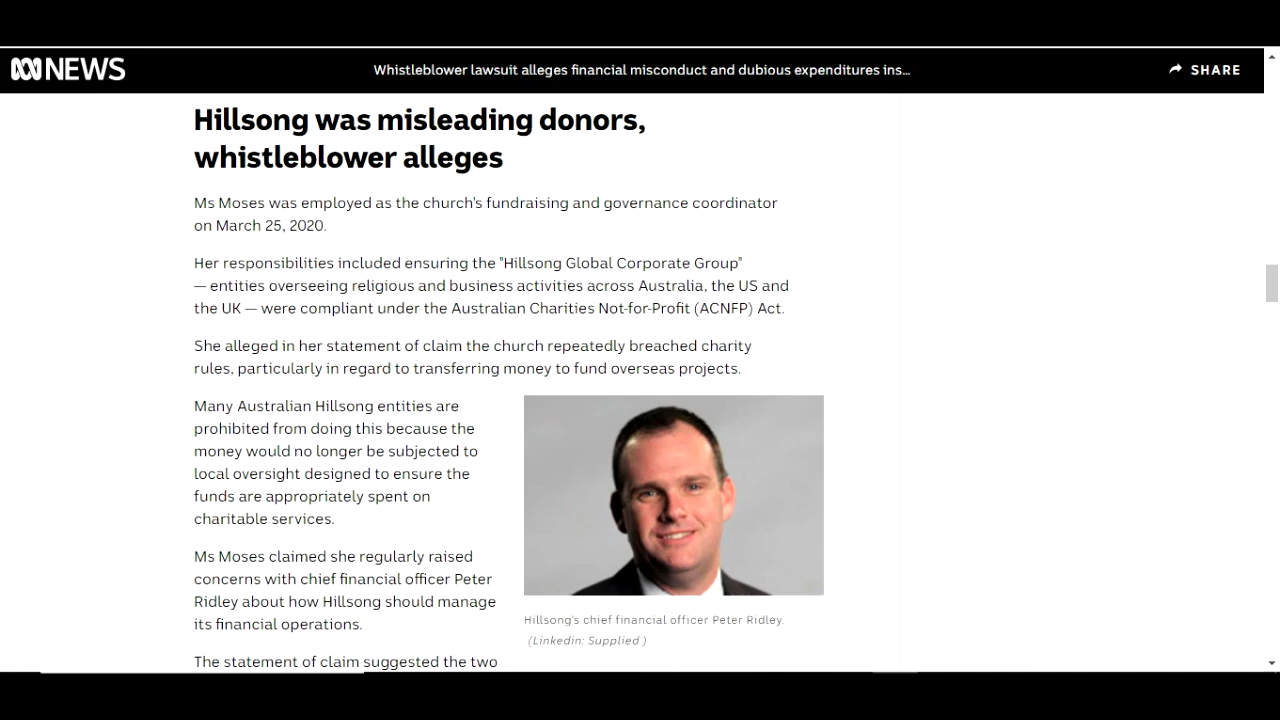 NEWS
Whistleblower lawsuit alleges financial misconduct and dubious expenditures ins...
SHARE
Hillsong was misleading donors,
whistleblower alleges
Ms Moses was employed as the church's fundraising and governance coordinator
on March 25, 2020.
Her responsibilities included ensuring the "Hillsong Global Corporate Group"
— entities overseeing religious and business activities across Australia, the US and
the UK — were compliant under the Australian Charities Not-for-Profit (ACNFP) Act.
She alleged in her statement of claim the church repeatedly breached charity
rules, particularly in regard to transferring money to fund overseas projects.
Many Australian Hillsong entities are
prohibited from doing this because the
money would no longer be subjected to
local oversight designed to ensure the
funds are appropriately spent on
charitable services.
Ms Moses claimed she regularly raised
concerns with chief financial officer Peter
Ridley about how Hillsong should manage
its financial operations.
The statement of claim suggested the two
Hillsong's chief financial officer Peter Ridley.
(Linkedin: Supplied )